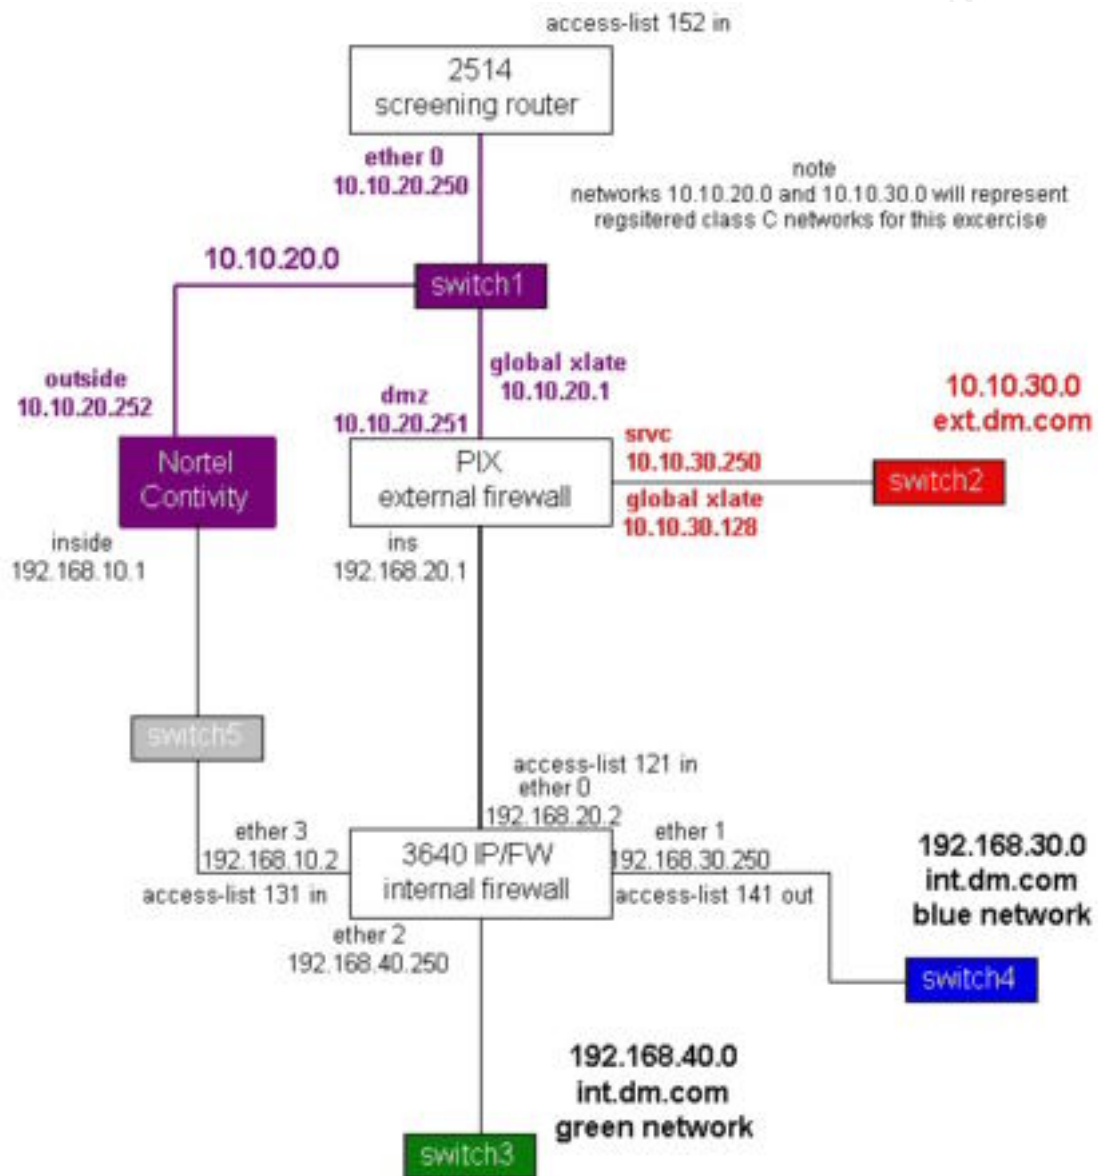 access-list 152 in
2514
screening router
ether 0
10.10.20.250
note
networks 10.10.20.0 and 10.10.30.0 will represent
regsitered class C networks for this excercise
10.10.20.0
switch1
global xlate
10.10.20.1
outside
10.10.20.252
dmz
10.10.20.251
10.10.30.0
ext.dm.com
Nortel
Contivity
PIX
external firewall
srvc
10.10.30.250
global xlate
10.10.30.128
switch2
inside
192.168.10.1
ins
192.168.20.1
switch5
access-list 121 in
ether 0
192.168.20.2
ether 3
192.168.10.2
access-list 131 in
3640 IP/FW
internal firewall
ether 1
192.168.30.250
access-list 141 out
192.168.30.0
int.dm.com
blue network
ether 2
192.168.40.250
switch4
192.168.40.0
int.dm.com
green network
switch3